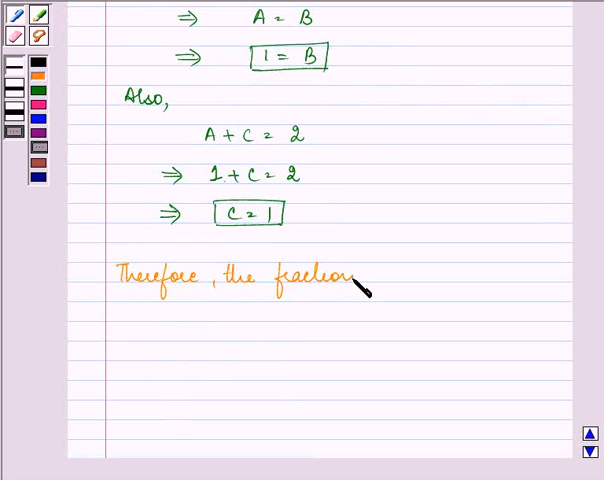 ⇒ A = B
⇒ 1 = B
Also,
A + C = 2
⇒ 1 + C = 2
⇒ C = 1
Therefore, the fraction